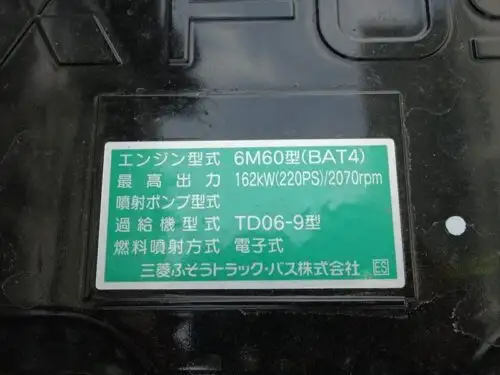 FUS
エンジン型式 6M60型(BAT4)
最高出力 162kW(220PS)/2070rpm
噴射ポンプ型式
過給機型式 TD06-9型
燃料噴射方式 電子式
三菱ふそうトラック・バス株式会社 ES